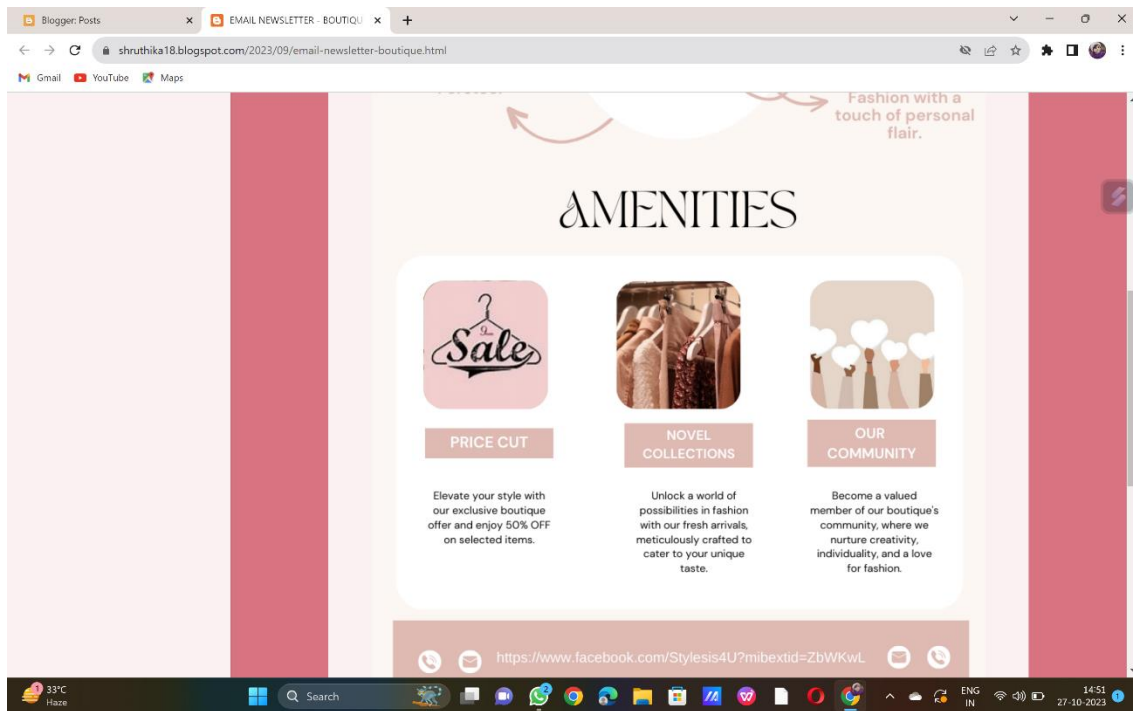 Blogger: Posts
EMAIL NEWSLETTER - BOUTIQU
shruthika18.blogspot.com/2023/09/email-newsletter-boutique.html
Gmail YouTube Maps
Fashion with a
touch of personal
flair.
AMENITIES
Sale
PRICE CUT
Elevate your style with
our exclusive boutique
offer and enjoy 50% OFF
on selected items.
NOVEL
COLLECTIONS
Unlock a world of
possibilities in fashion
with our fresh arrivals,
meticulously crafted to
cater to your unique
taste.
OUR
COMMUNITY
Become a valued
member of our boutique's
community, where we
nurture creativity,
individuality, and a love
for fashion.
https://www.facebook.com/Stylesis4U?mibextid=ZbWKwL
1
33°C
Haze
Search
2
ENG
IN
14:51
27-10-2023
1